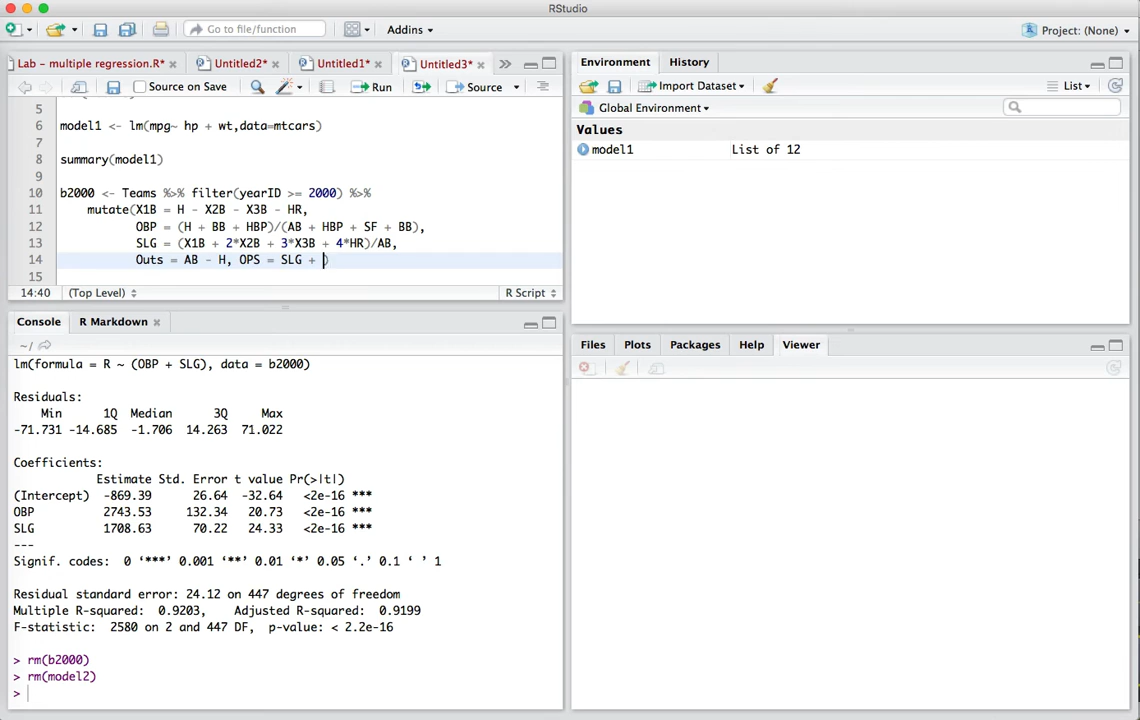 RStudio
Go to file/function
Addins
Project: (None)
Lab - multiple regression.R*
Untitled2*
Untitled1*
Untitled3*
Source on Save
Run
Source
5
6 model1 <- lm(mpg~ hp + wt,data=mtcars)
7
8 summary(model1)
9
10 b2000 <- Teams %>% filter(yearID >= 2000) %>%
11 mutate(X1B = H - X2B - X3B - HR,
12 OBP = (H + BB + HBP)/(AB + HBP + SF + BB),
13 SLG = (X1B + 2*X2B + 3*X3B + 4*HR)/AB,
14 Outs = AB - H, OPS = SLG + )
15
14:40 (Top Level) R Script
Console R Markdown
~/
lm(formula = R ~ (OBP + SLG), data = b2000)
Residuals:
Min 1Q Median 3Q Max
-71.731 -14.685 -1.706 14.263 71.022
Coefficients:
Estimate Std. Error t value Pr(>|t|)
(Intercept) -869.39 26.64 -32.64 <2e-16 ***
OBP 2743.53 132.34 20.73 <2e-16 ***
SLG 1708.63 70.22 24.33 <2e-16 ***
---
Signif. codes: 0 ‘***’ 0.001 ‘**’ 0.01 ‘*’ 0.05 ‘.’ 0.1 ‘ ’ 1
Residual standard error: 24.12 on 447 degrees of freedom
Multiple R-squared: 0.9203, Adjusted R-squared: 0.9199
F-statistic: 2580 on 2 and 447 DF, p-value: < 2.2e-16
> rm(b2000)
> rm(model2)
>
Environment History
Import Dataset
List
Global Environment
Values
model1 List of 12
Files Plots Packages Help Viewer